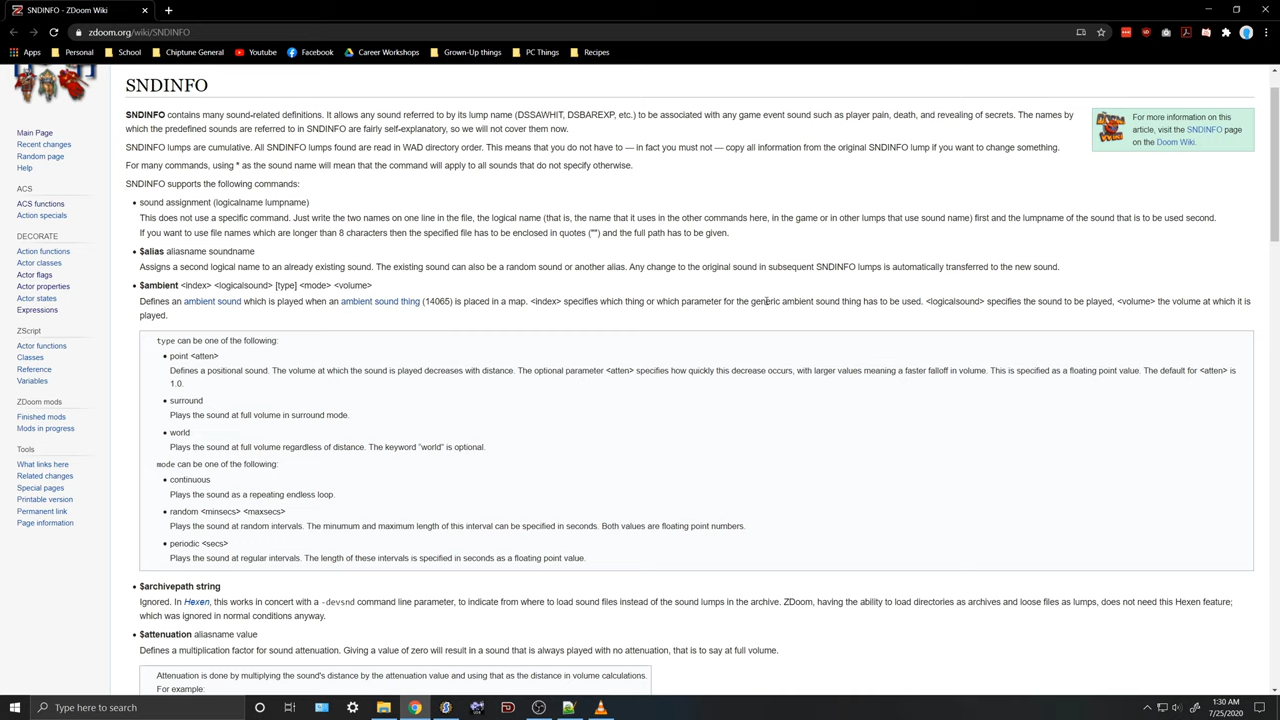 SNDINFO - ZDoom Wiki
zdoom.org/wiki/SNDINFO
Apps
Personal
School
Chiptune General
Youtube
Facebook
Career Workshops
Grown-Up things
PC Things
Recipes
Main Page
Recent changes
Random page
Help
ACS
ACS functions
Action specials
DECORATE
Action functions
Actor classes
Actor flags
Actor properties
Actor states
Expressions
ZScript
Actor functions
Classes
Reference
Variables
ZDoom mods
Finished mods
Mods in progress
Tools
What links here
Related changes
Special pages
Printable version
Permanent link
Page information
SNDINFO
SNDINFO contains many sound-related definitions. It allows any sound referred to by its lump name (DSSAWHIT, DSBAREXP, etc.) to be associated with any game event sound such as player pain, death, and revealing of secrets. The names by
which the predefined sounds are referred to in SNDINFO are fairly self-explanatory, so we will not cover them now.
For more information on this
article, visit the SNDINFO page
on the Doom Wiki.
SNDINFO lumps are cumulative. All SNDINFO lumps found are read in WAD directory order. This means that you do not have to — in fact you must not — copy all information from the original SNDINFO lump if you want to change something.
For many commands, using * as the sound name will mean that the command will apply to all sounds that do not specify otherwise.
SNDINFO supports the following commands:
• sound assignment (logicalname lumpname)
This does not use a specific command. Just write the two names on one line in the file, the logical name (that is, the name that it uses in the other commands here, in the game or in other lumps that use sound name) first and the lumpname of the sound that is to be used second.
If you want to use file names which are longer than 8 characters then the specified file has to be enclosed in quotes ("") and the full path has to be given.
• $alias aliasname soundname
Assigns a second logical name to an already existing sound. The existing sound can also be a random sound or another alias. Any change to the original sound in subsequent SNDINFO lumps is automatically transferred to the new sound.
• $ambient <index> <logicalsound> [type] <mode> <volume>
Defines an ambient sound which is played when an ambient sound thing (14065) is placed in a map. <index> specifies which thing or which parameter for the generic ambient sound thing has to be used. <logicalsound> specifies the sound to be played, <volume> the volume at which it is
played.
type can be one of the following:
• point <atten>
Defines a positional sound. The volume at which the sound is played decreases with distance. The optional parameter <atten> specifies how quickly this decrease occurs, with larger values meaning a faster falloff in volume. This is specified as a floating point value. The default for <atten> is
1.0.
• surround
Plays the sound at full volume in surround mode.
• world
Plays the sound at full volume regardless of distance. The keyword "world" is optional.
mode can be one of the following:
• continuous
Plays the sound as a repeating endless loop.
• random <minsecs> <maxsecs>
Plays the sound at random intervals. The minumum and maximum length of this interval can be specified in seconds. Both values are floating point numbers.
• periodic <secs>
Plays the sound at regular intervals. The length of these intervals is specified in seconds as a floating point value.
• $archivepath string
Ignored. In Hexen, this works in concert with a -devsnd command line parameter, to indicate from where to load sound files instead of the sound lumps in the archive. ZDoom, having the ability to load directories as archives and loose files as lumps, does not need this Hexen feature;
which was ignored in normal conditions anyway.
• $attenuation aliasname value
Defines a multiplication factor for sound attenuation. Giving a value of zero will result in a sound that is always played with no attenuation, that is to say at full volume.
Attenuation is done by multiplying the sound's distance by the attenuation value and using that as the distance in volume calculations.
For example:
Type here to search
1:30 AM
7/25/2020